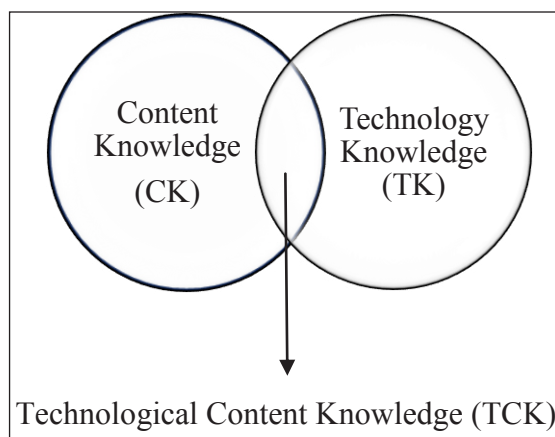 Content
Knowledge
(CK)
Technology
Knowledge
(TK)
Technological Content Knowledge (TCK)